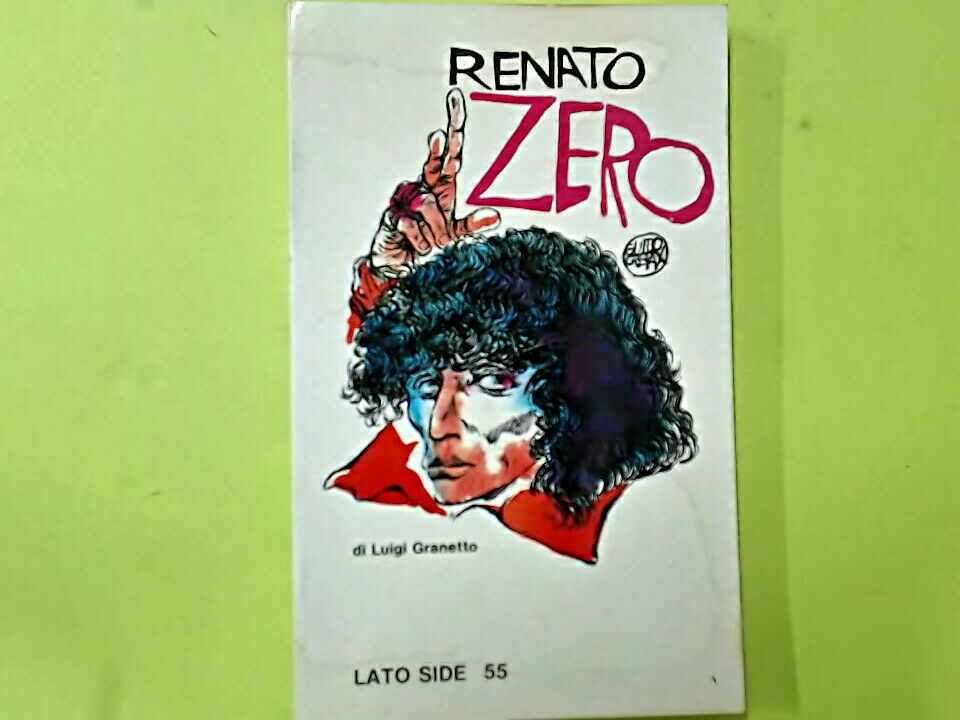 RENATO
ZERO
di Luigi Granetto
LATO SIDE 55